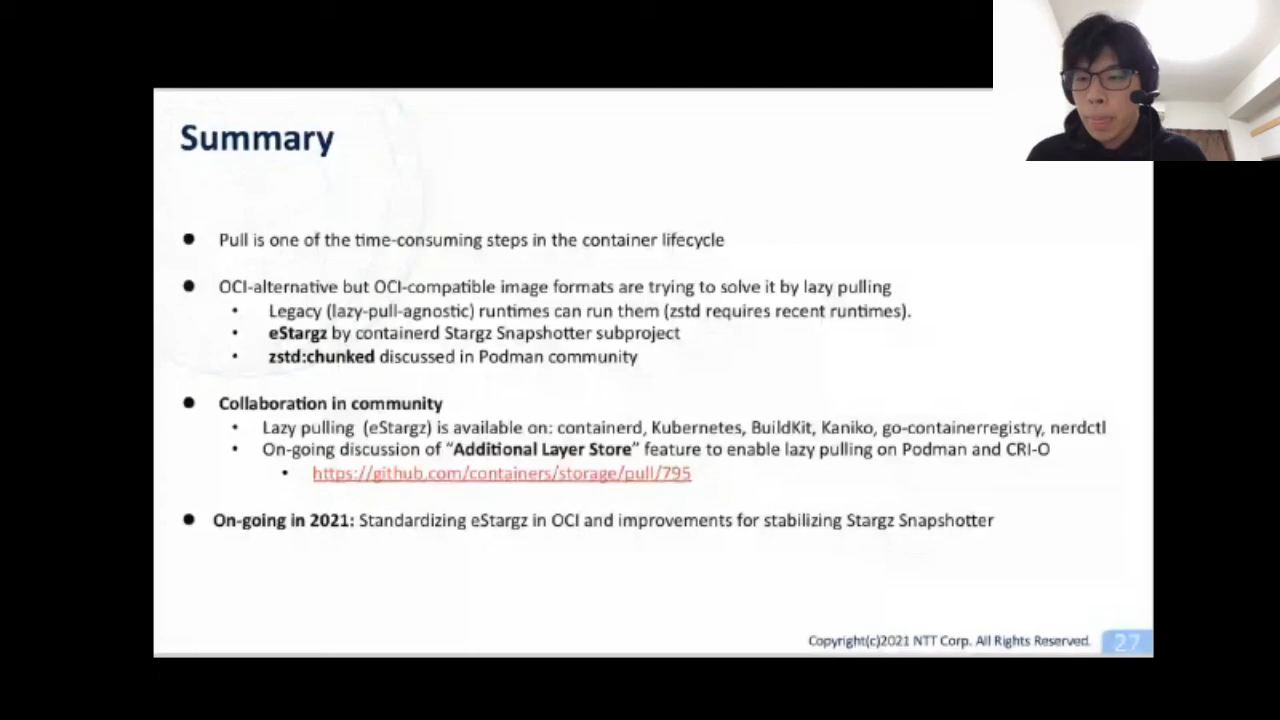 Summary
● Pull is one of the time-consuming steps in the container lifecycle
● OCI-alternative but OCI-compatible image formats are trying to solve it by lazy pulling
• Legacy (lazy-pull-agnostic) runtimes can run them (zstd requires recent runtimes).
• eStargz by containerd Stargz Snapshotter subproject
• zstd:chunked discussed in Podman community
● Collaboration in community
• Lazy pulling (eStargz) is available on: containerd, Kubernetes, BuildKit, Kaniko, go-containerregistry, nerdctl
• On-going discussion of “Additional Layer Store” feature to enable lazy pulling on Podman and CRI-O
• https://github.com/containers/storage/pull/795
● On-going in 2021: Standardizing eStargz in OCI and improvements for stabilizing Stargz Snapshotter
Copyright(c)2021 NTT Corp. All Rights Reserved. 27